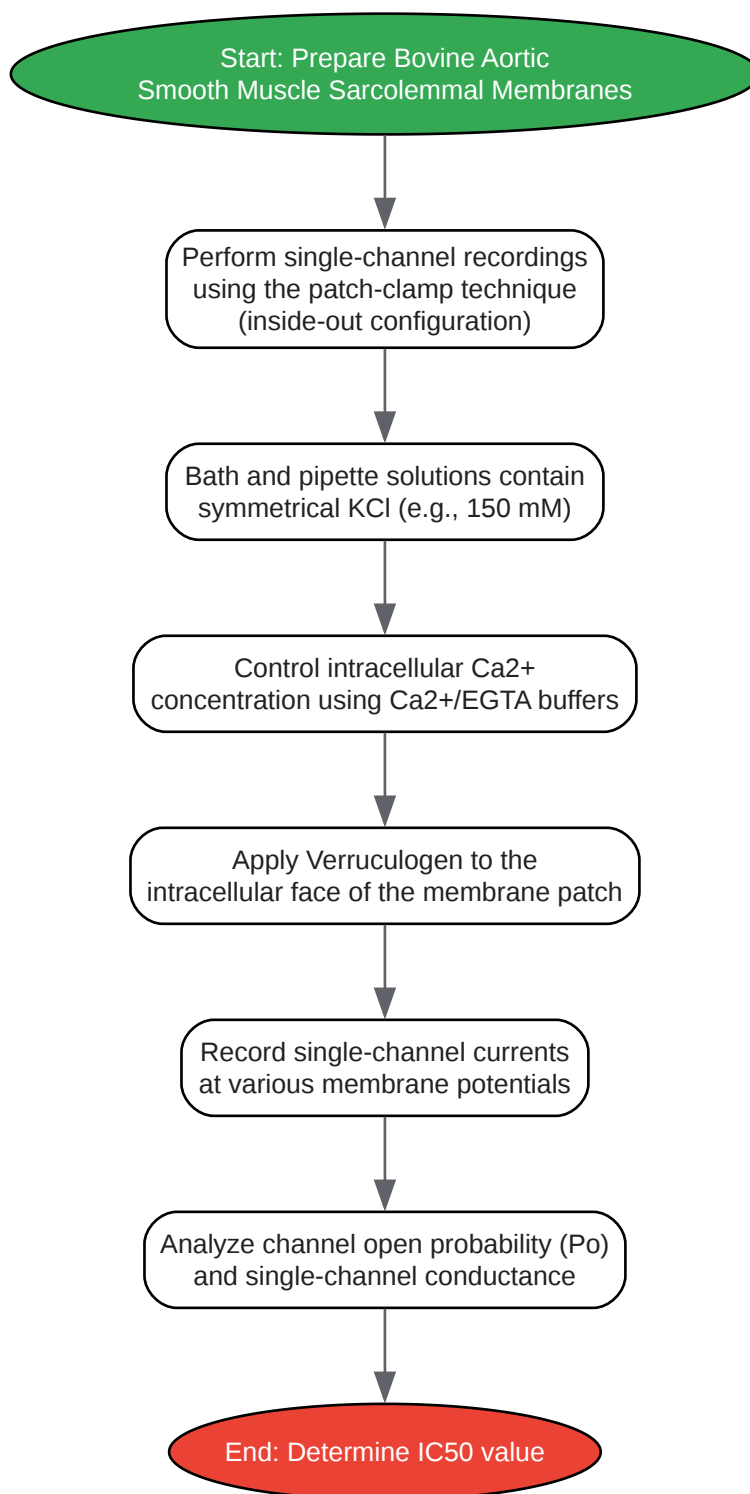 Start: Prepare Bovine Aortic
Smooth Muscle Sarcolemmal Membranes
Perform single-channel recordings
using the patch-clamp technique
(inside-out configuration)
Bath and pipette solutions contain
symmetrical KCl (e.g., 150 mM)
Control intracellular Ca2+
concentration using Ca2+/EGTA buffers
Apply Verruculogen to the
intracellular face of the membrane patch
Record single-channel currents
at various membrane potentials
Analyze channel open probability (Po)
and single-channel conductance
End: Determine IC50 value